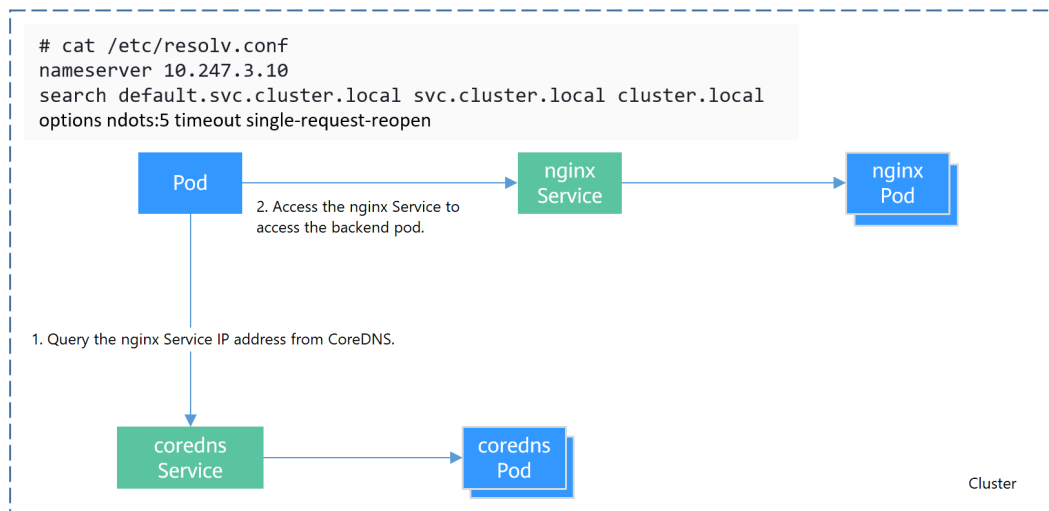 # cat /etc/resolv.conf
nameserver 10.247.3.10
search default.svc.cluster.local svc.cluster.local cluster.local
options ndots:5 timeout single-request-reopen
Pod
nginx
Service
nginx
Pod
2. Access the nginx Service to
access the backend pod.
1. Query the nginx Service IP address from CoreDNS.
coredns
Service
coredns
Pod
Cluster